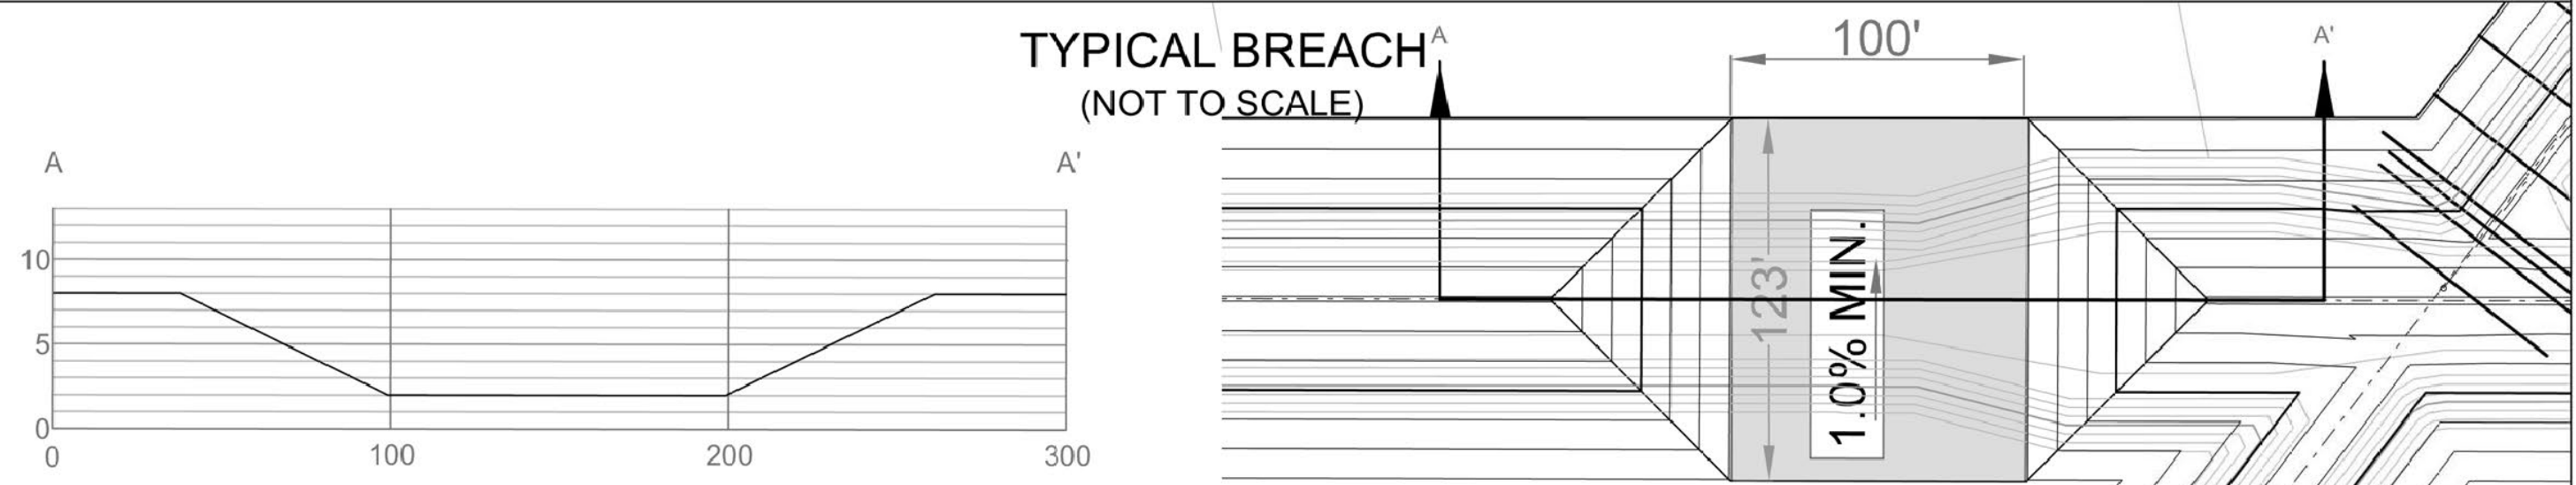 TYPICAL BREACH
(NOT TO SCALE)
A
A'
10
5
0
0
100
200
300
A
A'
100'
123'
1.0% MIN.